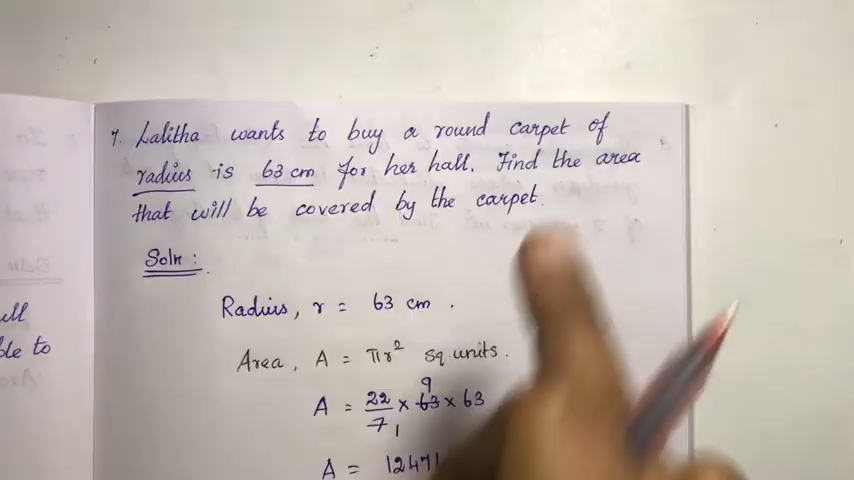 7. Lalitha wants to buy a round carpet of
radius is 63 cm for her hall. Find the area
that will be covered by the carpet.
Soln :
Radius, r = 63 cm .
Area, A = πr² sq.units.
A = 22/7 × 63 × 63
9
1
A = 12471